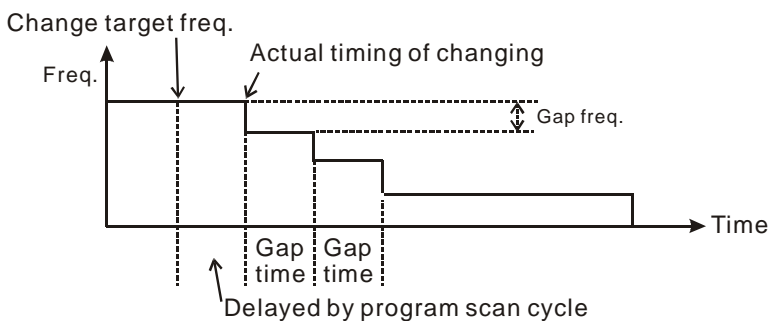 Change target freq.
Actual timing of changing
Freq.
Gap freq.
Time
Gap time
Gap time
Delayed by program scan cycle